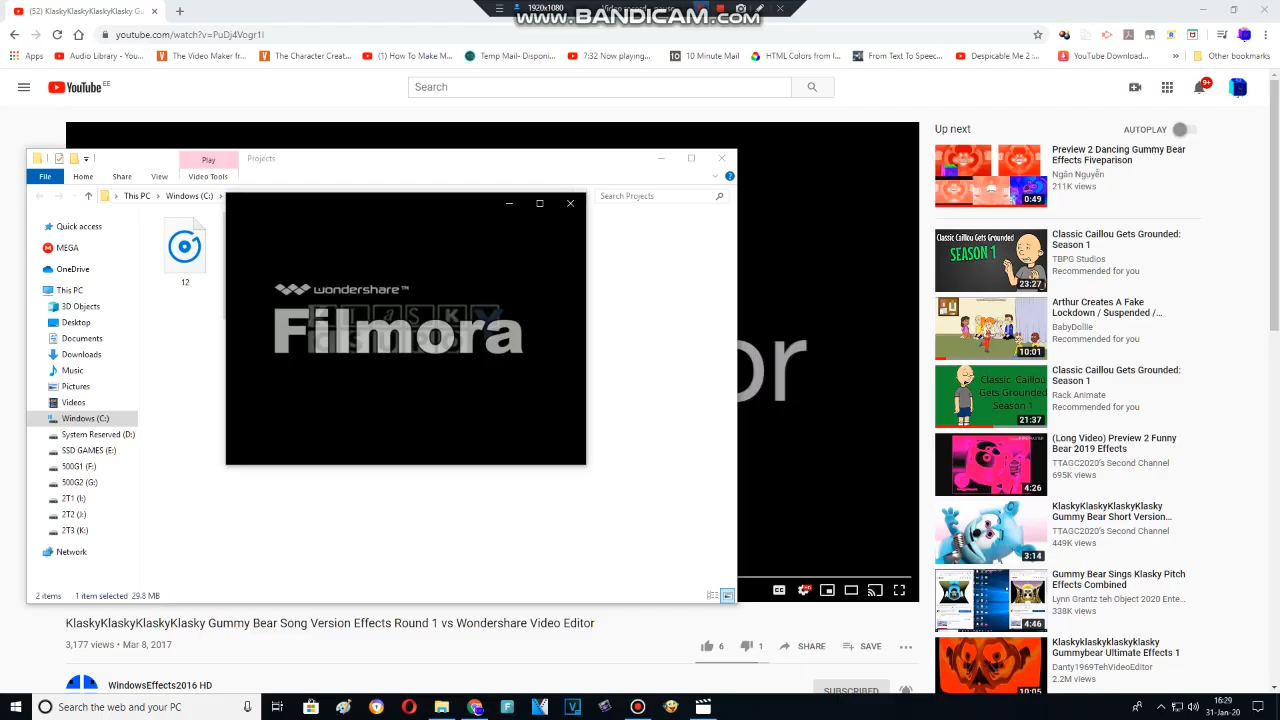 (52) KlaskyKlaskyKlaskyKlasky Gu
1920x1080
www.BANDICAM.com
youtube.com/watch?v=PuDj4Vogr1I
Apps
Audio Library - You...
The Video Maker fr...
The Character Creat...
(1) How To Make M...
Temp Mail- Disponi...
7:32 Now playing...
10 Minute Mail
HTML Colors from I...
From Text To Speec...
Despicable Me 2 :...
YouTube Download...
Other bookmarks
YouTube EE
Search
9+
Up next
AUTOPLAY
Preview 2 Dancing Gummy Bear
Effects Fiveparison
Ngân Nguyễn
211K views
0:49
Classic Caillou Gets Grounded
SEASON 1
23:27
Classic Caillou Gets Grounded:
Season 1
TBPG Studios
Recommended for you
10:01
Arthur Creates A Fake
Lockdown / Suspended /...
BabyDollie
Recommended for you
Classic Caillou
Gets Grounded
Season 1
21:37
Classic Caillou Gets Grounded:
Season 1
Rack Animate
Recommended for you
4:26
(Long Video) Preview 2 Funny
Bear 2019 Effects
TTAGC2020's Second Channel
695K views
3:14
KlaskyKlaskyKlaskyKlasky
Gummy Bear Short Version...
TTAGC2020's Second Channel
449K views
4:46
Gummy Bear Sings Klasky Pitch
Effects Combined
Lynn Grantz teh Object 2020 Ente...
338K views
10:05
Klaskyklaskyklaskyklasky
Gummybear Ultimate Effects 1
Danty1969TehVideoEditor
2.2M views
Play
Projects
File
Home
Share
View
Video Tools
This PC
Windows (C:)
Search Projects
Quick access
MEGA
OneDrive
This PC
3D Objects
Desktop
Documents
Downloads
Music
Pictures
Videos
Windows (C:)
System Reserved (D:)
SSD GAMES (E:)
500G1 (F:)
500G2 (G:)
2T1 (I:)
2T2 (J:)
2T3 (K:)
Network
12
2 items
1 item selected 29.8 MB
wondershare™
Filmora
or
KlaskyKlaskyKlaskyKlasky Gummy Bear Song Version Effects Round 1 vs Wondershare Video Editor
3,177 views • Mar 8, 2017
6
1
SHARE
SAVE
WindowsEffects2016 HD
SUBSCRIBED
Search the web and your PC
16:29
31-Jan-20